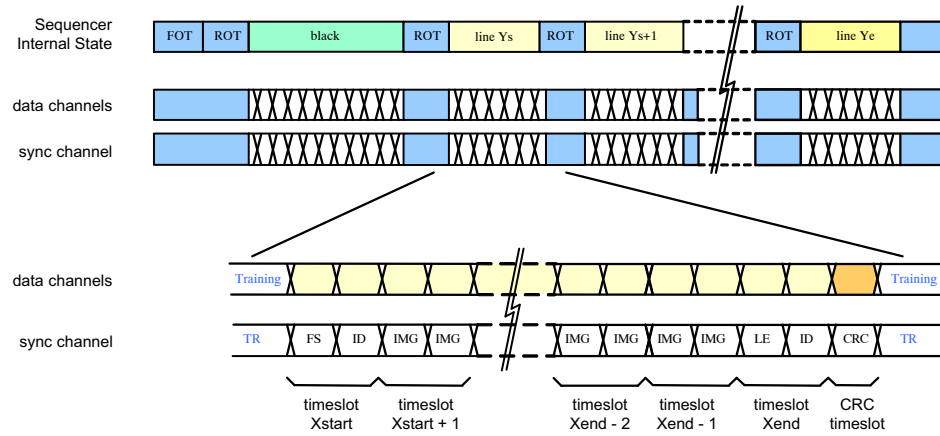 Sequencer
Internal State
FOT ROT black ROT line Ys ROT line Ys+1 ROT line Ye
data channels
sync channel
data channels
Training Training
sync channel
TR FS ID IMG IMG IMG IMG IMG IMG LE ID CRC TR
timeslot timeslot timeslot timeslot timeslot CRC
Xstart Xstart + 1 Xend - 2 Xend - 1 Xend timeslot